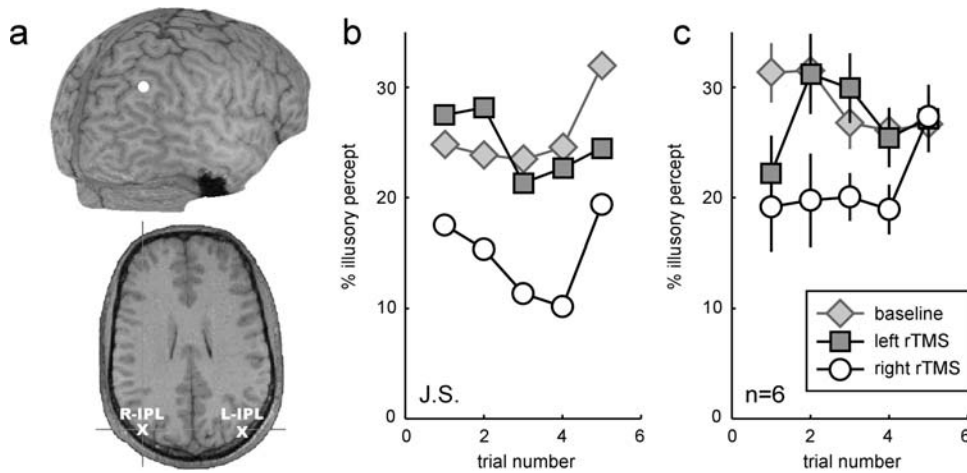 a
R-IPL
X
L-IPL
X
b
% illusory percept
30
20
10
0
0
2
4
6
J.S.
trial number
c
% illusory percept
30
20
10
0
0
2
4
6
baseline
left rTMS
right rTMS
n=6
trial number